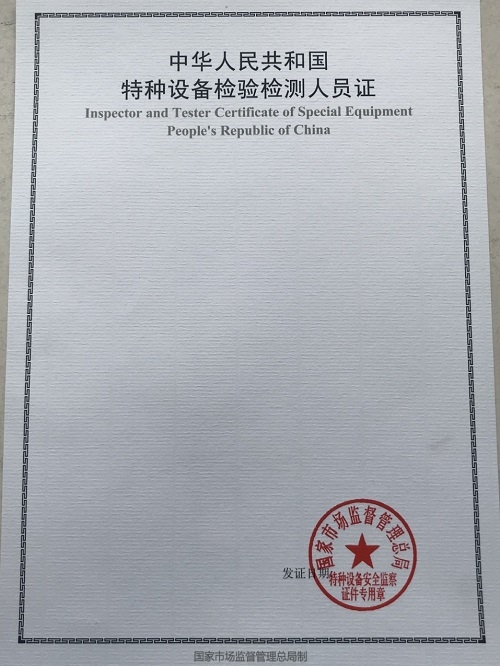 中华人民共和国
特种设备检验检测人员证
Inspector and Tester Certificate of Special Equipment
People's Republic of China
国家市场监督管理总局
发证日期
特种设备安全监察
证件专用章
国家市场监督管理总局制